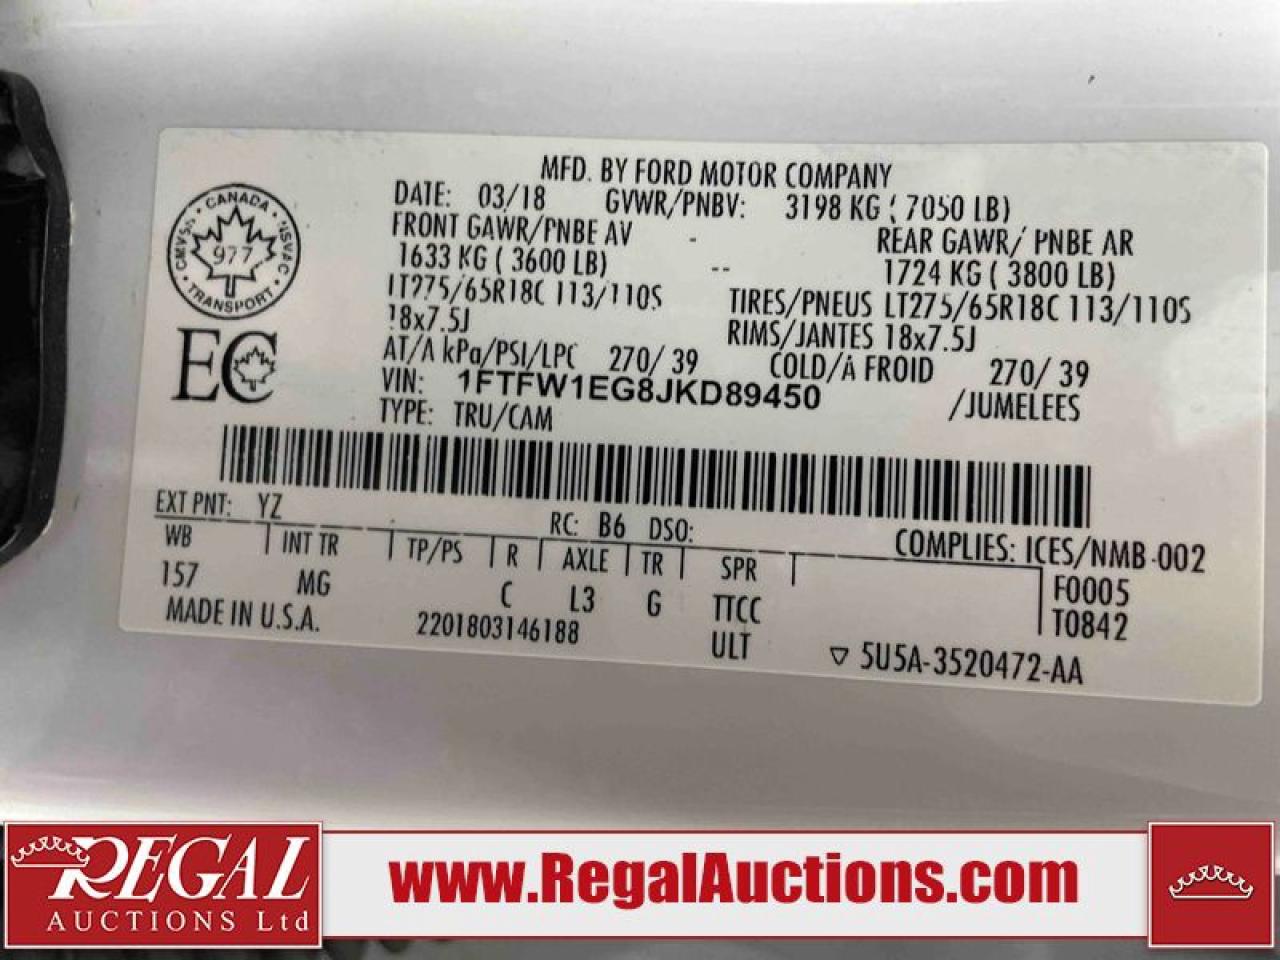 MFD. BY FORD MOTOR COMPANY
DATE: 03/18 GVWR/PNBV: 3198 KG ( 7050 LB)
FRONT GAWR/PNBE AV REAR GAWR/ PNBE AR
1633 KG ( 3600 LB) -- 1724 KG ( 3800 LB)
LT275/65R18C 113/110S TIRES/PNEUS LT275/65R18C 113/110S
18x7.5J RIMS/JANTES 18x7.5J
AT/A kPa/PSI/LPC 270/ 39 COLD/A FROID 270/ 39
VIN: 1FTFW1EG8JKD89450 /JUMELEES
TYPE: TRU/CAM
CANADA
CMVSS NSVAC
977
TRANSPORT
EC
EXT PNT: YZ RC: B6 DSO:
COMPLIES: ICES/NMB-002
WB INT TR TP/PS R AXLE TR SPR
F0005
157 MG C L3 G TTCC
T0842
MADE IN U.S.A. 2201803146188 ULT
5U5A-3520472-AA
REGAL
AUCTIONS Ltd
www.RegalAuctions.com